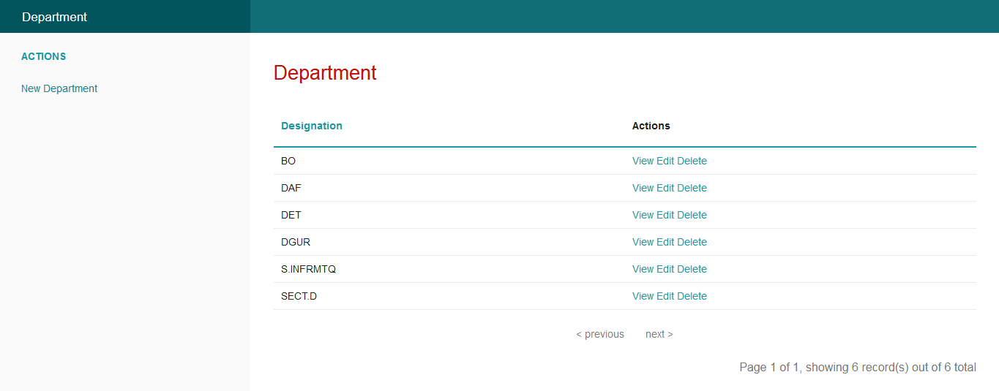 Department
ACTIONS
New Department
Department
Designation Actions
BO View Edit Delete
DAF View Edit Delete
DET View Edit Delete
DGUR View Edit Delete
S.INFRMTQ View Edit Delete
SECT.D View Edit Delete
< previous next >
Page 1 of 1, showing 6 record(s) out of 6 total